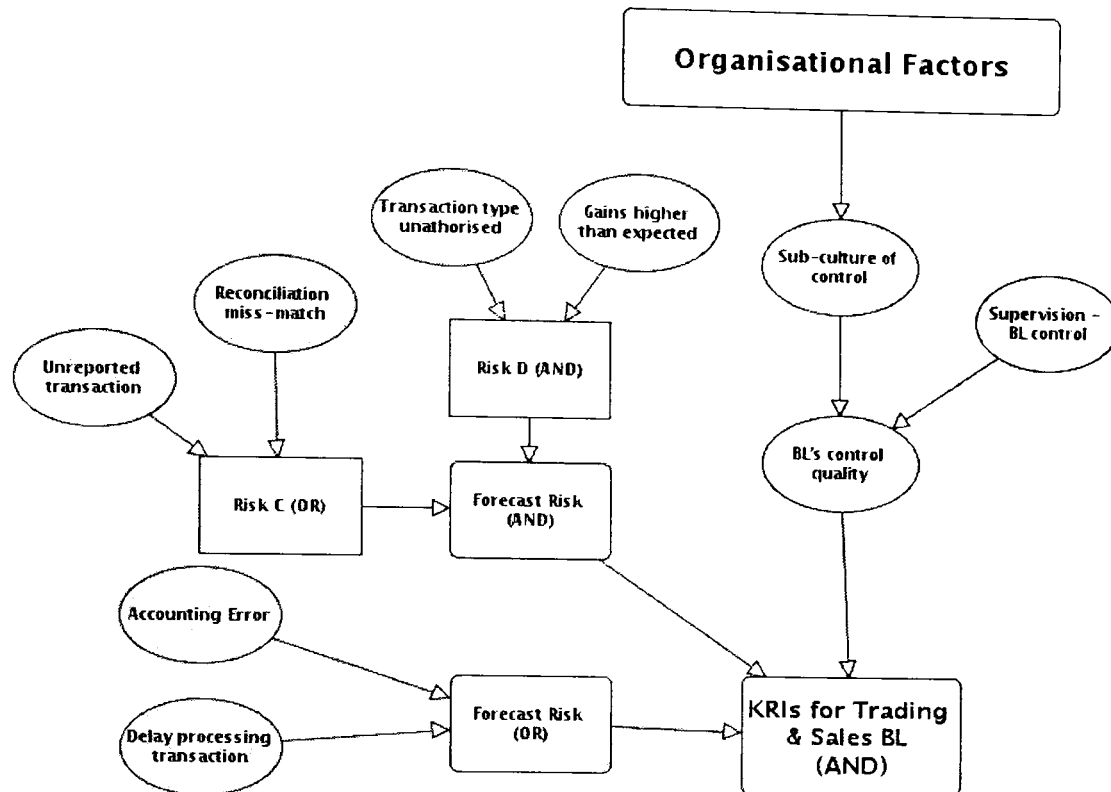 Organisational Factors
Transaction type
unathorised
Gains higher
than expected
Sub-culture of
control
Reconciliation
miss-match
Supervision -
BL control
Unreported
transaction
Risk D (AND)
BL's control
quality
Risk C (OR)
Forecast Risk
(AND)
Accounting Error
Forecast Risk
(OR)
KRIs for Trading
& Sales BL
(AND)
Delay processing
transaction